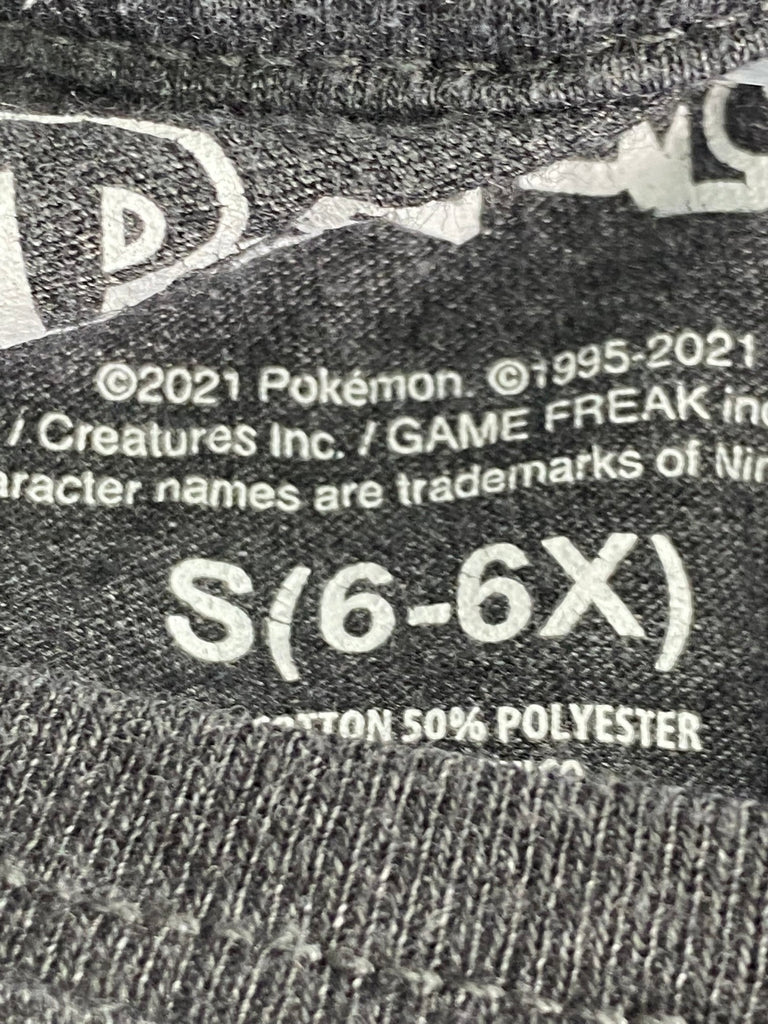 ©2021 Pokémon. ©1995-2021
/ Creatures Inc. / GAME FREAK inc
aracter names are trademarks of Nin
S(6-6X)
COTTON 50% POLYESTER